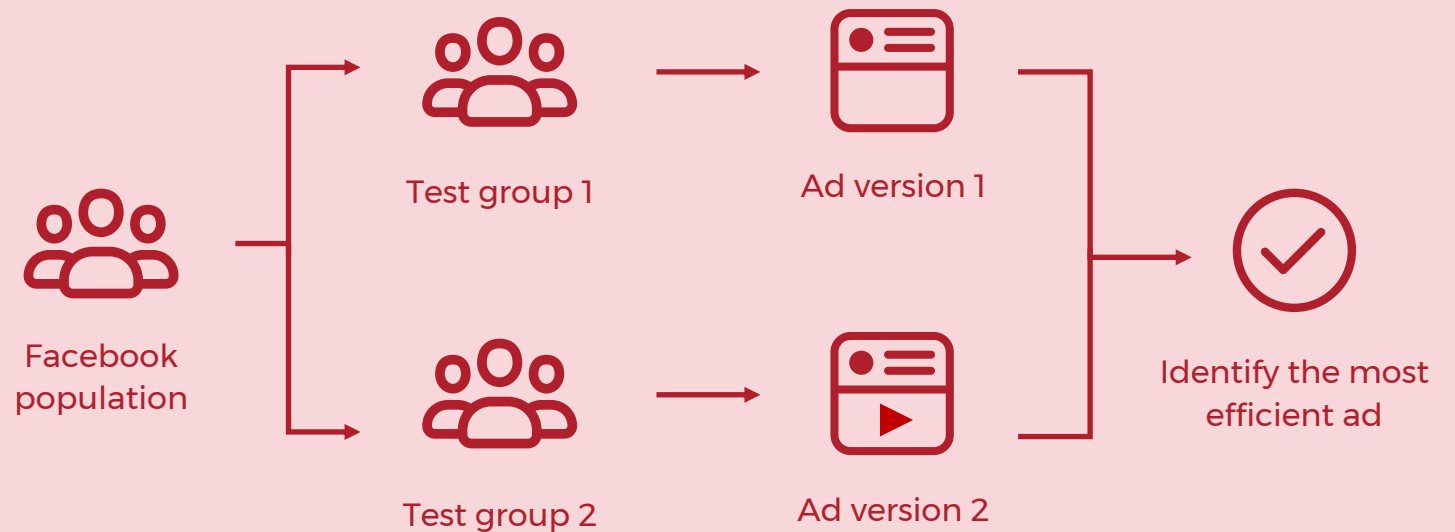 Test group 1
Ad version 1
Facebook
population
Identify the most
efficient ad
Test group 2
Ad version 2